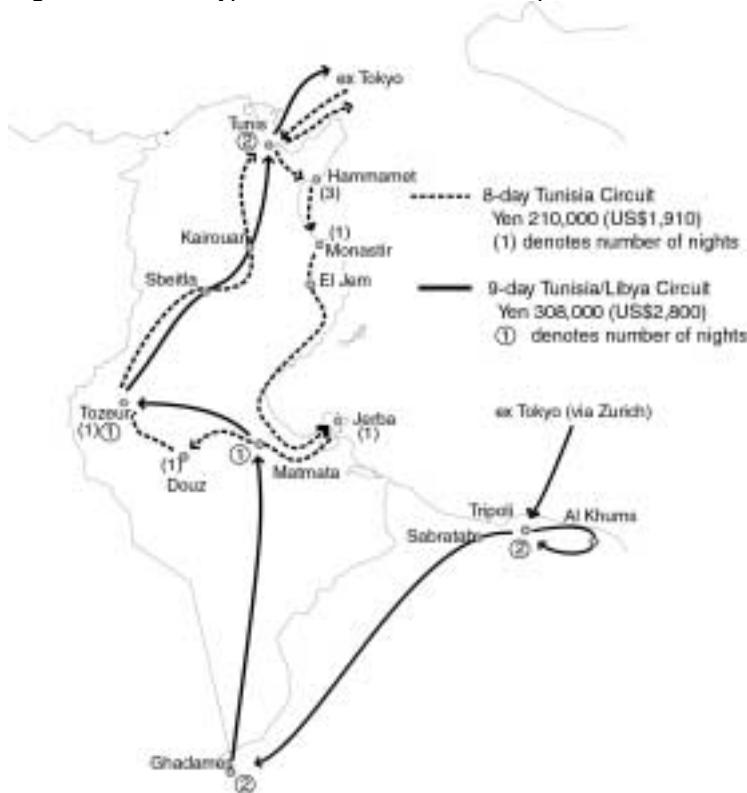 ex Tokyo
Tunis
②
Hammamet
(3)
(1)
Monastir
Kairouan
El Jem
Sbeitla
8-day Tunisia Circuit
Yen 210,000 (US$1,910)
(1) denotes number of nights
9-day Tunisia/Libya Circuit
Yen 308,000 (US$2,800)
① denotes number of nights
Tozeur
(1)①
Jerba
(1)
ex Tokyo (via Zurich)
(1)
Douz
①
Matmata
Tripoli
Al Khums
Sabratah
②
Ghadames
②